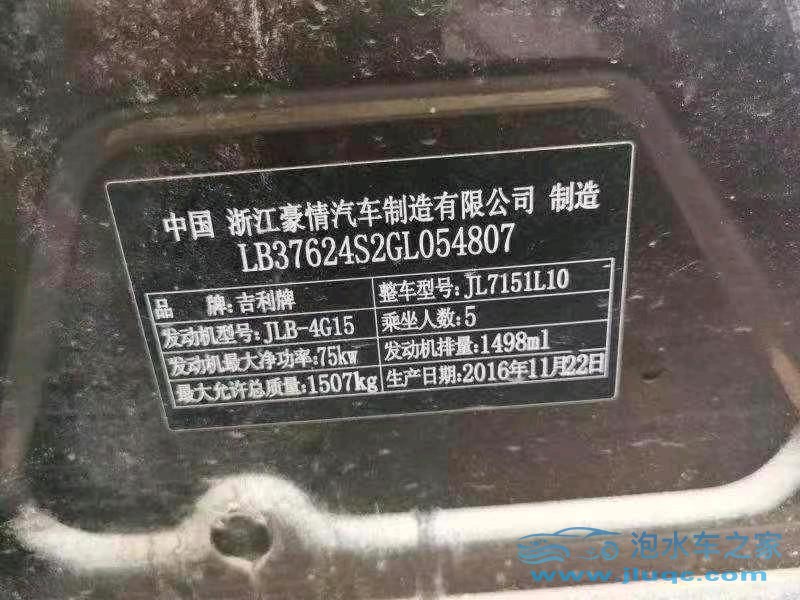 中国 浙江豪情汽车制造有限公司 制造
LB37624S2GL054807
品 牌:吉利牌 整车型号:JL7151L10
发动机型号:JLB-4G15 乘坐人数:5
发动机最大净功率:75kw 发动机排量:1498ml
最大允许总质量:1507kg 生产日期:2016年11月22日
泡水车之家
www.jluqc.com